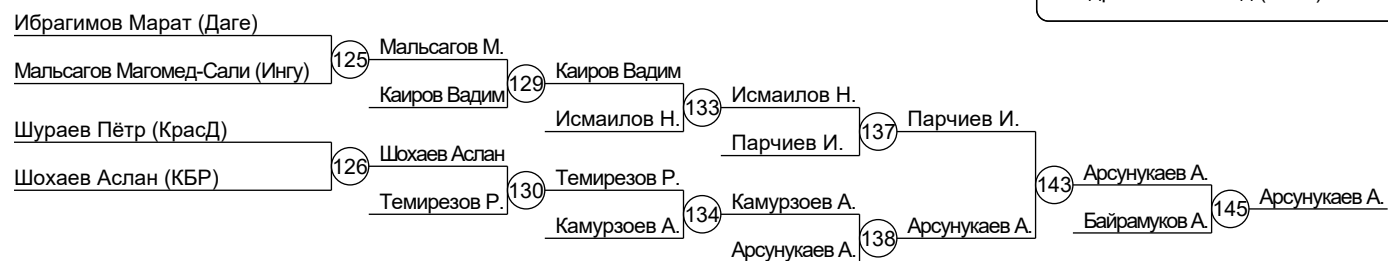 Ибрагимов Марат (Даге)
Мальсагов Магомед-Сали (Ингу)
125
Мальсагов М.
Каиров Вадим
129
Каиров Вадим
Исмаилов Н.
133
Исмаилов Н.
Парчиев И.
137
Парчиев И.
Шураев Пётр (КрасД)
Шохаев Аслан (КБР)
126
Шохаев Аслан
Темирезов Р.
130
Темирезов Р.
Камурзоев А.
134
Камурзоев А.
Арсунукаев А.
138
Арсунукаев А.
143
Арсунукаев А.
Байрамуков А.
145
Арсунукаев А.